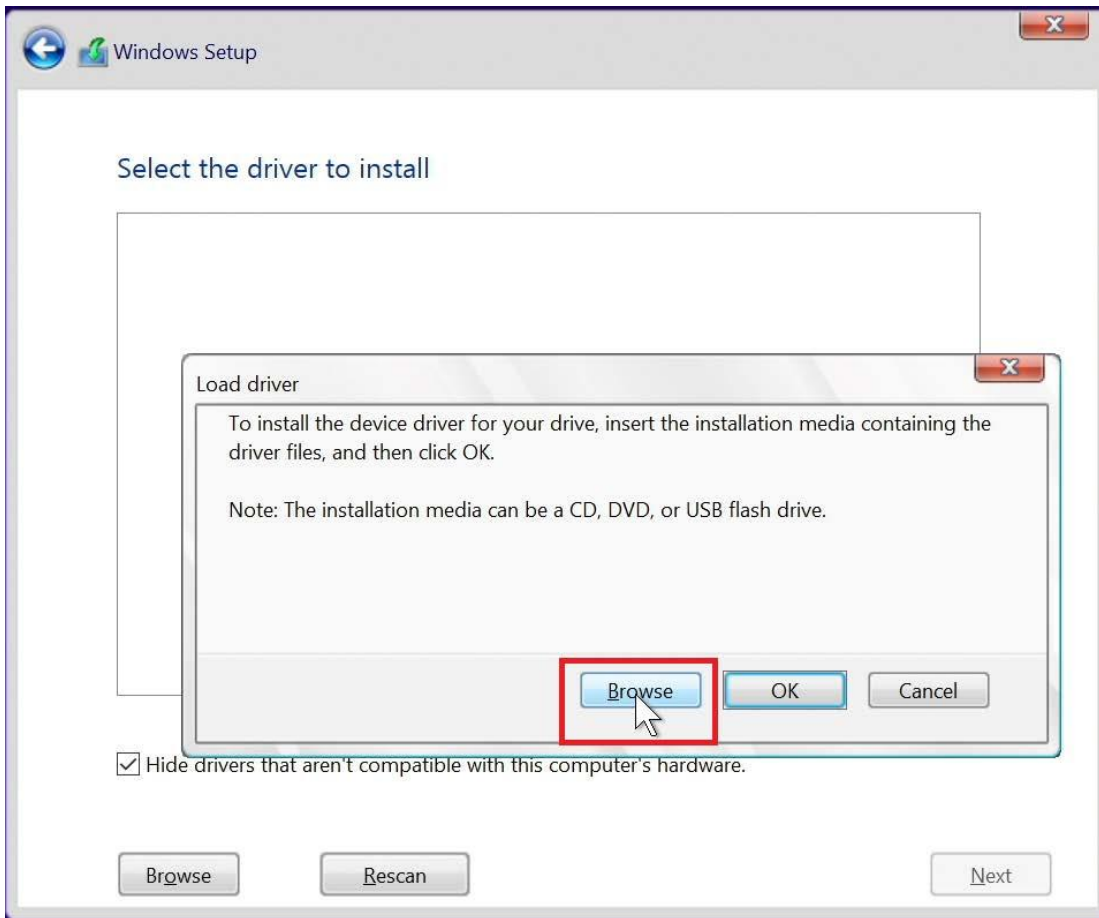 Windows Setup
Select the driver to install
Load driver
To install the device driver for your drive, insert the installation media containing the
driver files, and then click OK.
Note: The installation media can be a CD, DVD, or USB flash drive.
Browse
OK
Cancel
Hide drivers that aren't compatible with this computer's hardware.
Browse
Rescan
Next